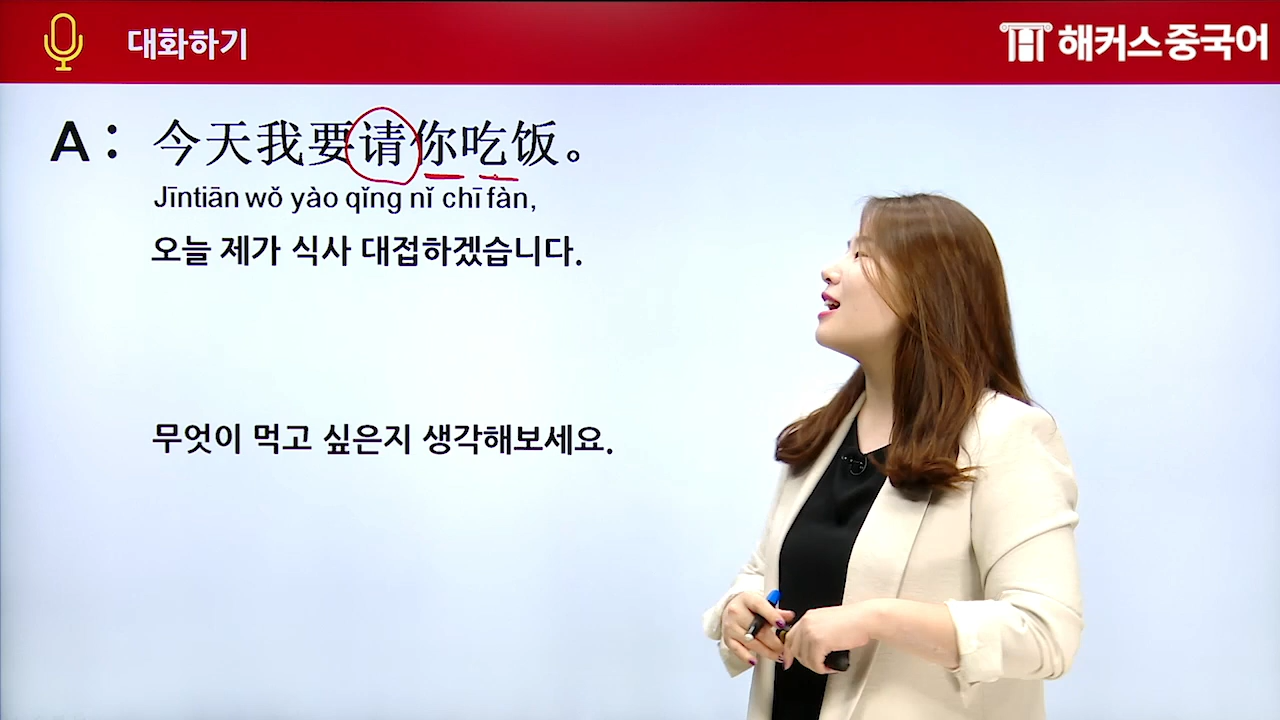 대화하기
해커스중국어
A: 今天我要请你吃饭。
Jīntiān wǒ yào qǐng nǐ chī fàn,
오늘 제가 식사 대접하겠습니다.
무엇이 먹고 싶은지 생각해보세요.